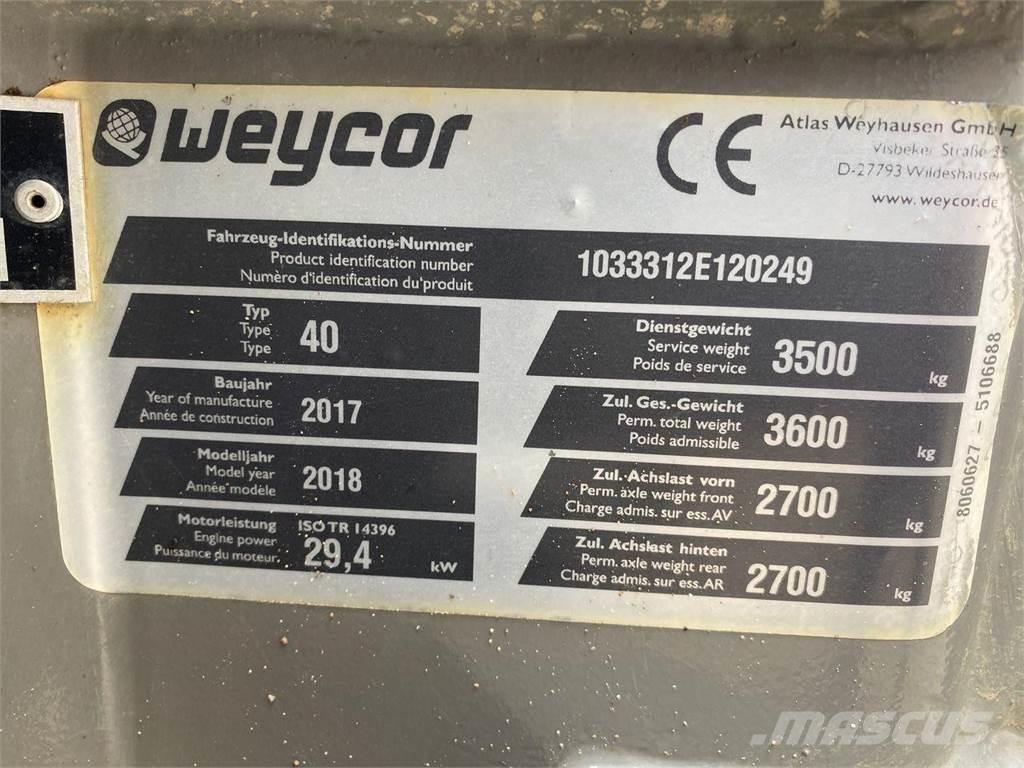 weycor
CE
Atlas Weyhausen GmbH
Visbeker Straße 35
D-27793 Wildeshausen
www.weycor.de
Fahrzeug-Identifikations-Nummer
Product identification number
Numèro d'identification du produit
1033312E120249
Typ
Type
Type
40
Baujahr
Year of manufacture
Année de construction
2017
Modelljahr
Model year
Année modèle
2018
Motorleistung
Engine power
Puissance du moteur
ISO TR 14396
29,4
kW
Dienstgewicht
Service weight
Poids de service
3500
kg
Zul. Ges.-Gewicht
Perm. total weight
Poids admissible
3600
kg
Zul. Achslast vorn
Perm. axle weight front
Charge admis. sur ess. AV
2700
kg
Zul. Achslast hinten
Perm. axle weight rear
Charge admis. sur ess. AR
2700
kg
8060627 – 5106688
MASCUS